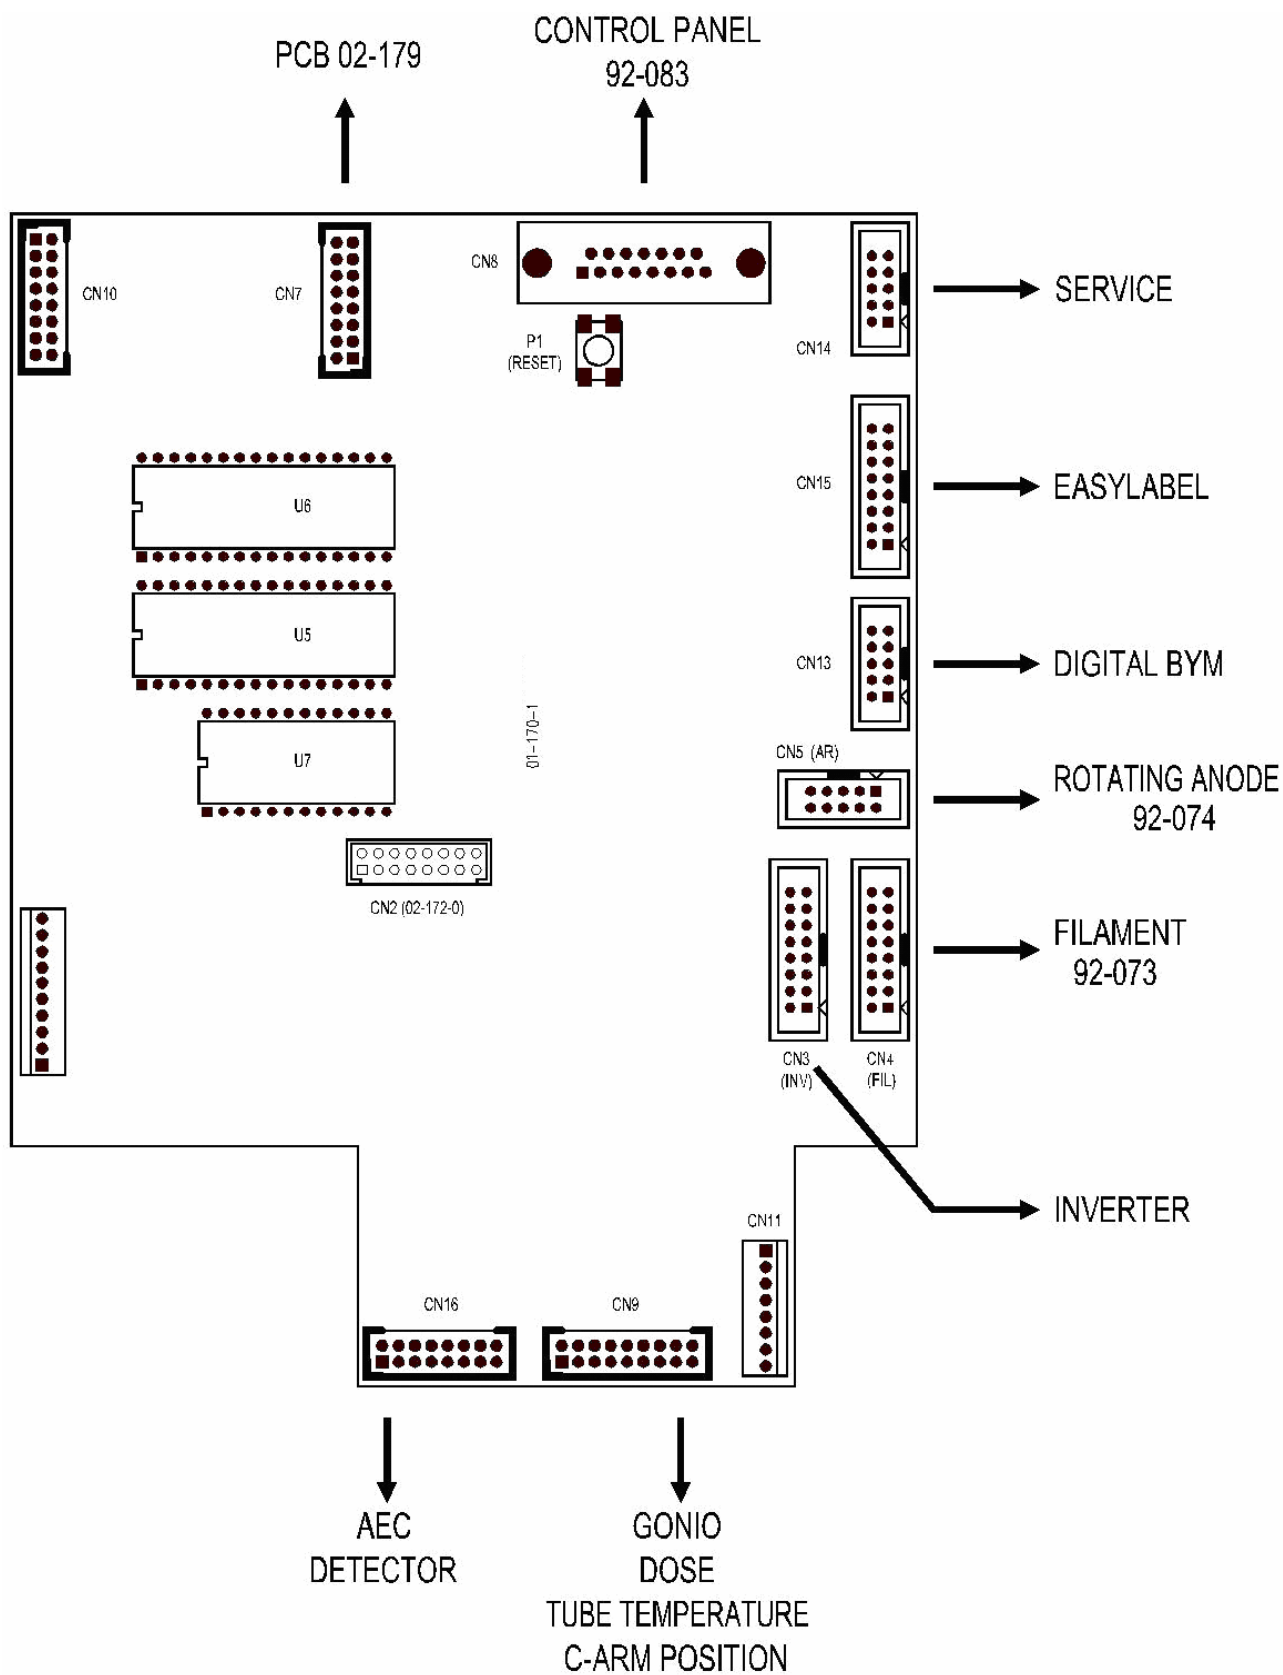 CONTROL PANEL
92-083
PCB 02-179
CN8
CN10
CN7
SERVICE
P1
(RESET)
CN14
CN15
EASYLABEL
U6
U5
CN13
DIGITAL BYM
01-170-1
CN5 (AR)
U7
ROTATING ANODE
92-074
CN2 (02-172-0)
FILAMENT
92-073
CN3
(INV)
CN4
(FIL)
INVERTER
CN11
CN16
CN9
AEC
DETECTOR
GONIO
DOSE
TUBE TEMPERATURE
C-ARM POSITION